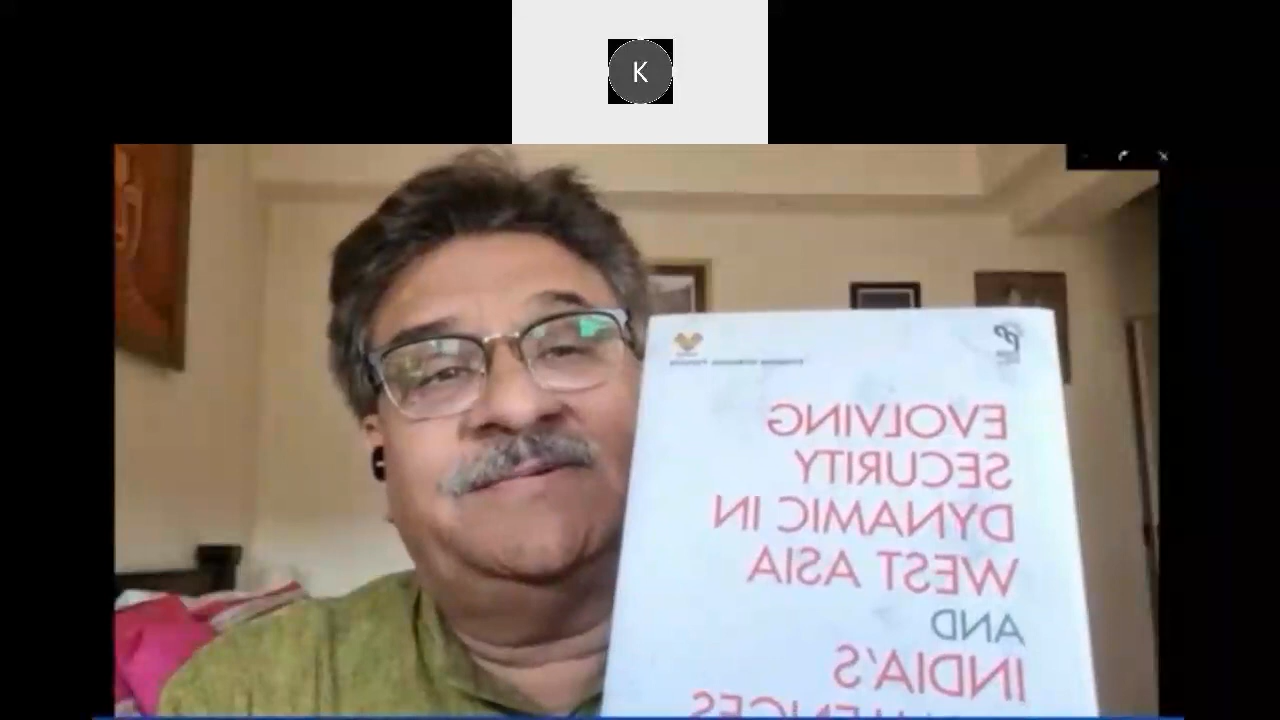 K
EVOLVING
SECURITY
DYNAMIC IN
WEST ASIA
AND
INDIA'S